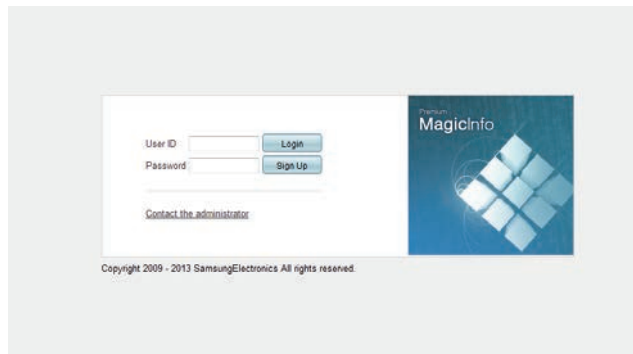 Premium
MagicInfo
User ID
Login
Password
Sign Up
Contact the administrator
Copyright 2009 - 2013 SamsungElectronics All rights reserved.